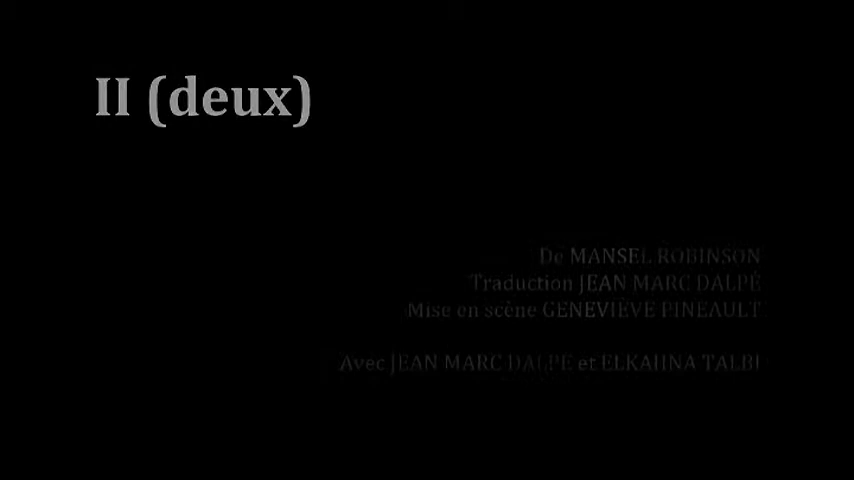 II (deux)
De MANSEL ROBINSON
Traduction JEAN MARC DALPÉ
Mise en scène GENEVIÈVE PINEAULT
Avec JEAN MARC DALPÉ et ELKAHNA TALBI